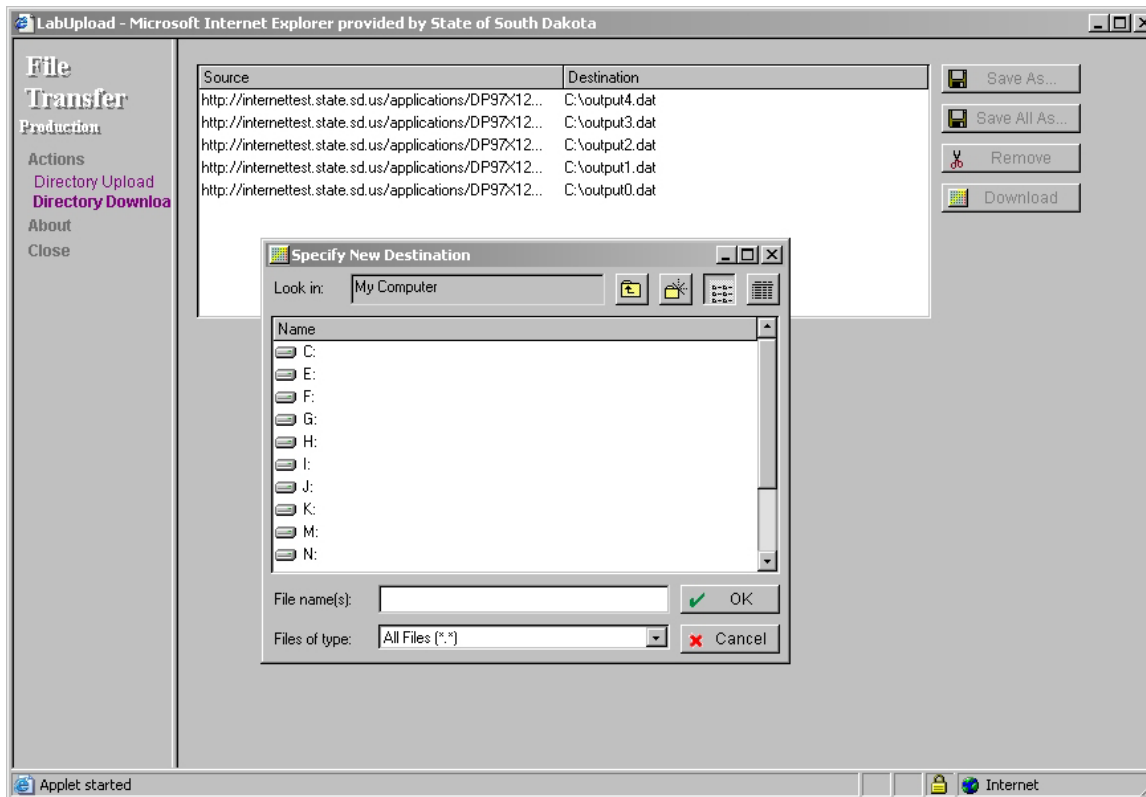 LabUpload - Microsoft Internet Explorer provided by State of South Dakota
File
Transfer
Production
Actions
Directory Upload
Directory Downloa
About
Close
Source Destination
http://internettest.state.sd.us/applications/DP97X12... C:\output4.dat
http://internettest.state.sd.us/applications/DP97X12... C:\output3.dat
http://internettest.state.sd.us/applications/DP97X12... C:\output2.dat
http://internettest.state.sd.us/applications/DP97X12... C:\output1.dat
http://internettest.state.sd.us/applications/DP97X12... C:\output0.dat
Save As...
Save All As...
Remove
Download
Specify New Destination
Look in: My Computer
Name
C:
E:
F:
G:
H:
I:
J:
K:
M:
N:
File name(s): OK
Files of type: All Files (*.*) Cancel
Applet started Internet